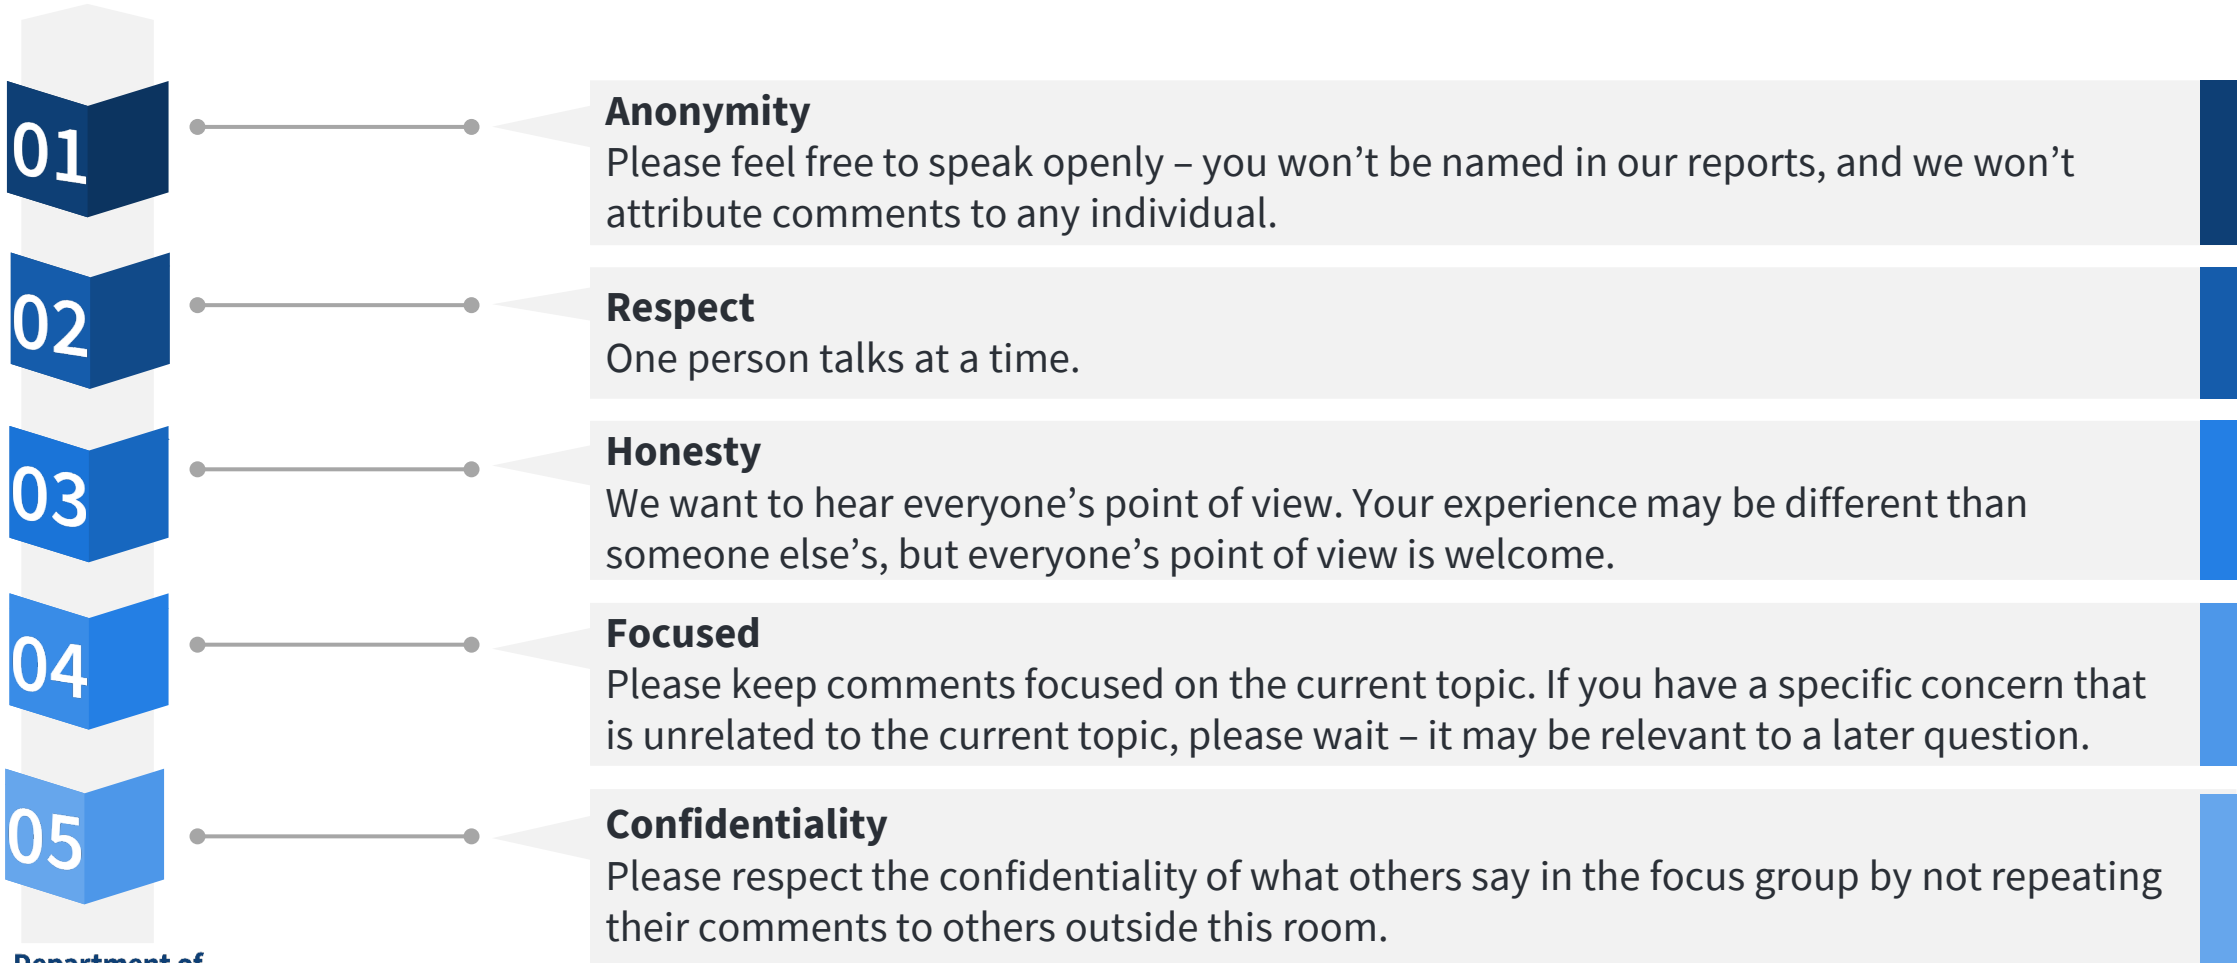 01
Anonymity
Please feel free to speak openly – you won’t be named in our reports, and we won’t
attribute comments to any individual.
02
Respect
One person talks at a time.
03
Honesty
We want to hear everyone’s point of view. Your experience may be different than
someone else’s, but everyone’s point of view is welcome.
04
Focused
Please keep comments focused on the current topic. If you have a specific concern that
is unrelated to the current topic, please wait – it may be relevant to a later question.
05
Confidentiality
Please respect the confidentiality of what others say in the focus group by not repeating
their comments to others outside this room.
Department of